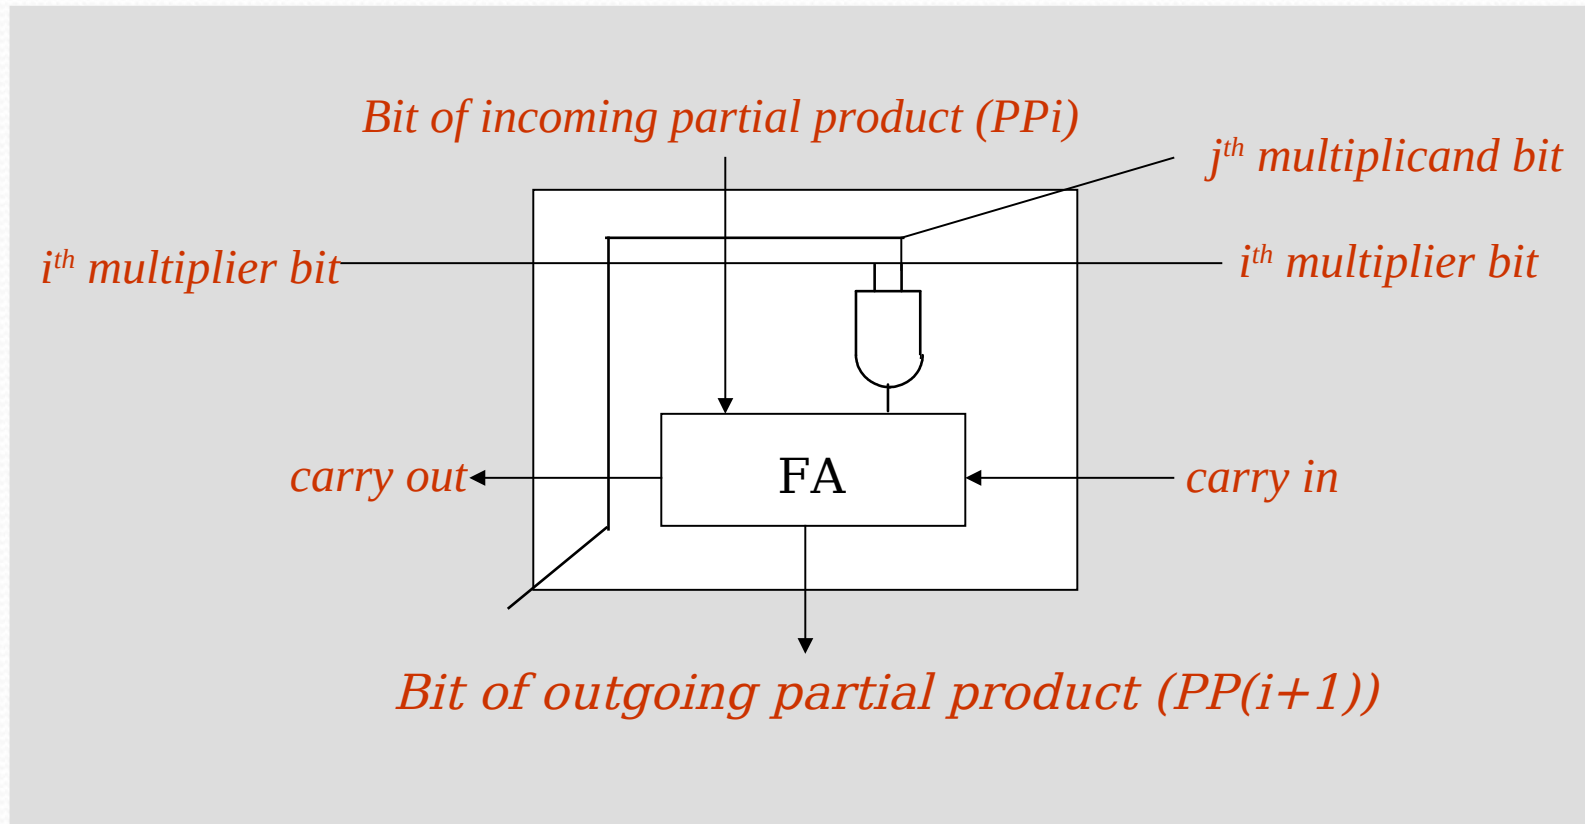 Bit of incoming partial product (PPi)
jth multiplicand bit
ith multiplier bit
ith multiplier bit
carry out
FA
carry in
Bit of outgoing partial product (PP(i+1))